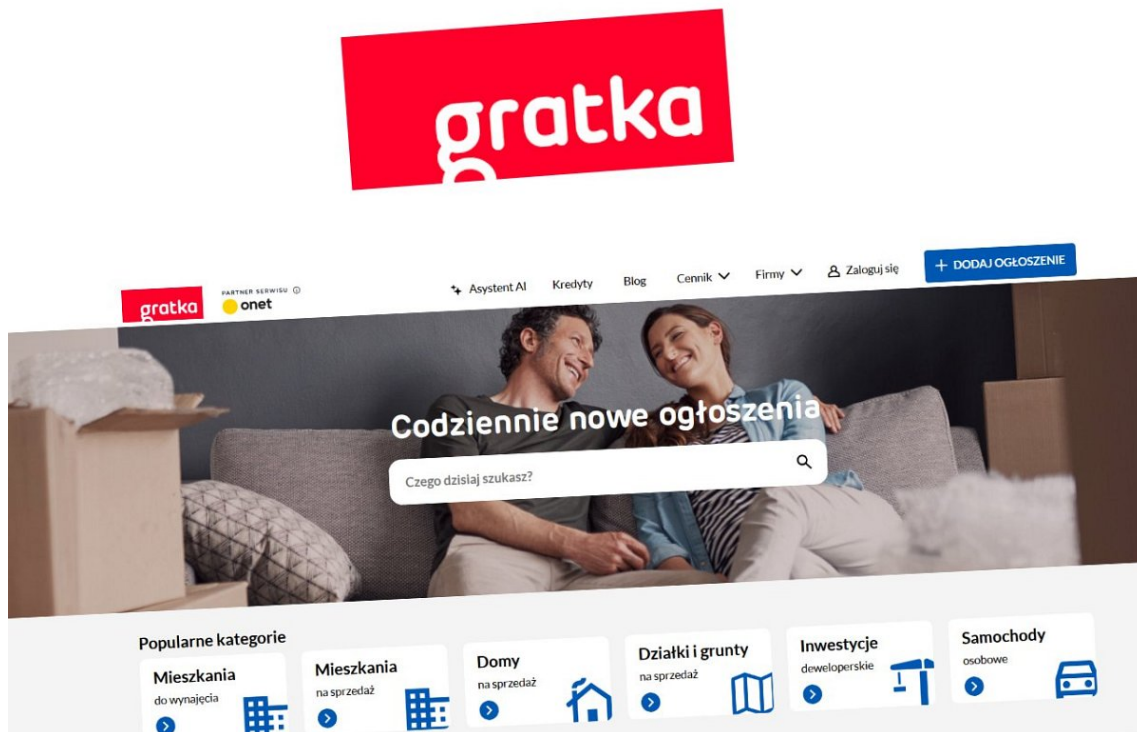 gratka
gratka
PARTNER SERWISU
onet
Asystent AI
Kredyty
Blog
Cennik
Firmy
Zaloguj się
+ DODAJ OGŁOSZENIE
Codziennie nowe ogłoszenia
Czego dzisiaj szukasz?
Popularne kategorie
Mieszkania
do wynajęcia
Mieszkania
na sprzedaż
Domy
na sprzedaż
Działki i grunty
na sprzedaż
Inwestycje
deweloperskie
Samochody
osobowe